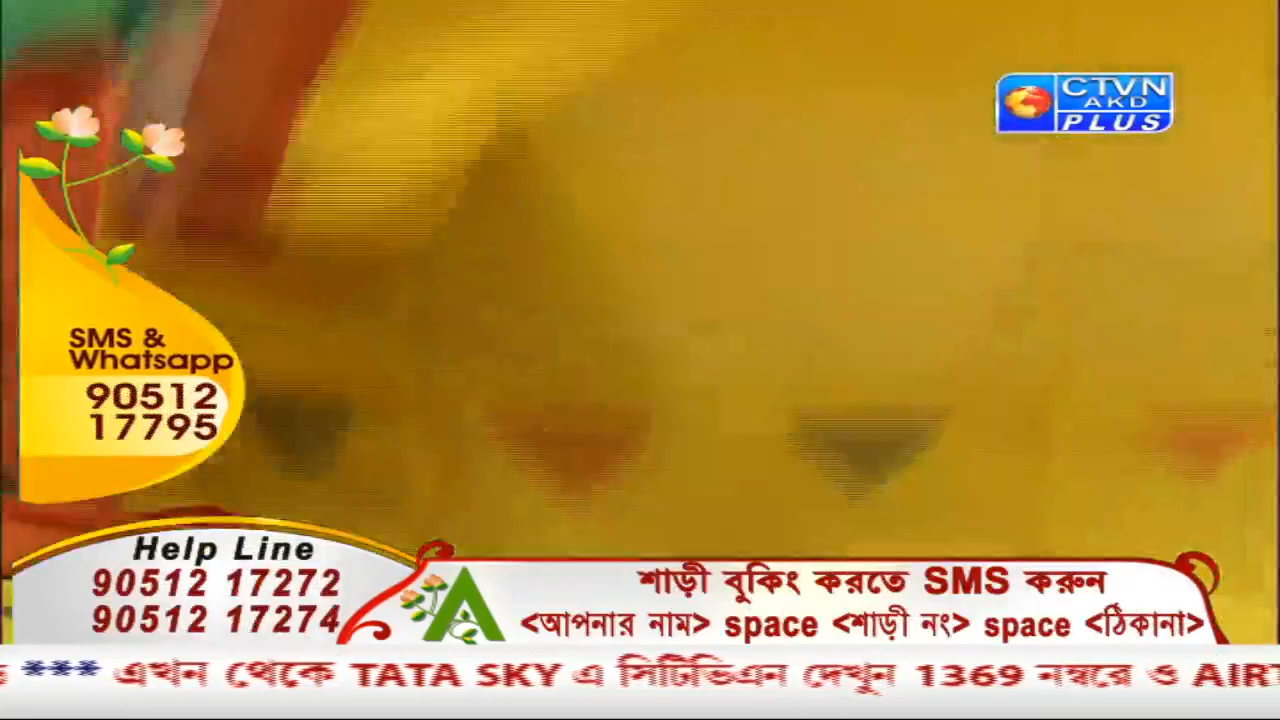 CTVN
AKD
PLUS
SMS &
Whatsapp
90512
17795
Help Line
90512 17272
90512 17274
শাড়ী বুকিং করতে SMS করুন
<আপনার নাম> space <শাড়ী নং> space <ঠিকানা>
*** এখন থেকে TATA SKY এ সিটিভিএন দেখুন 1369 নম্বরে ও